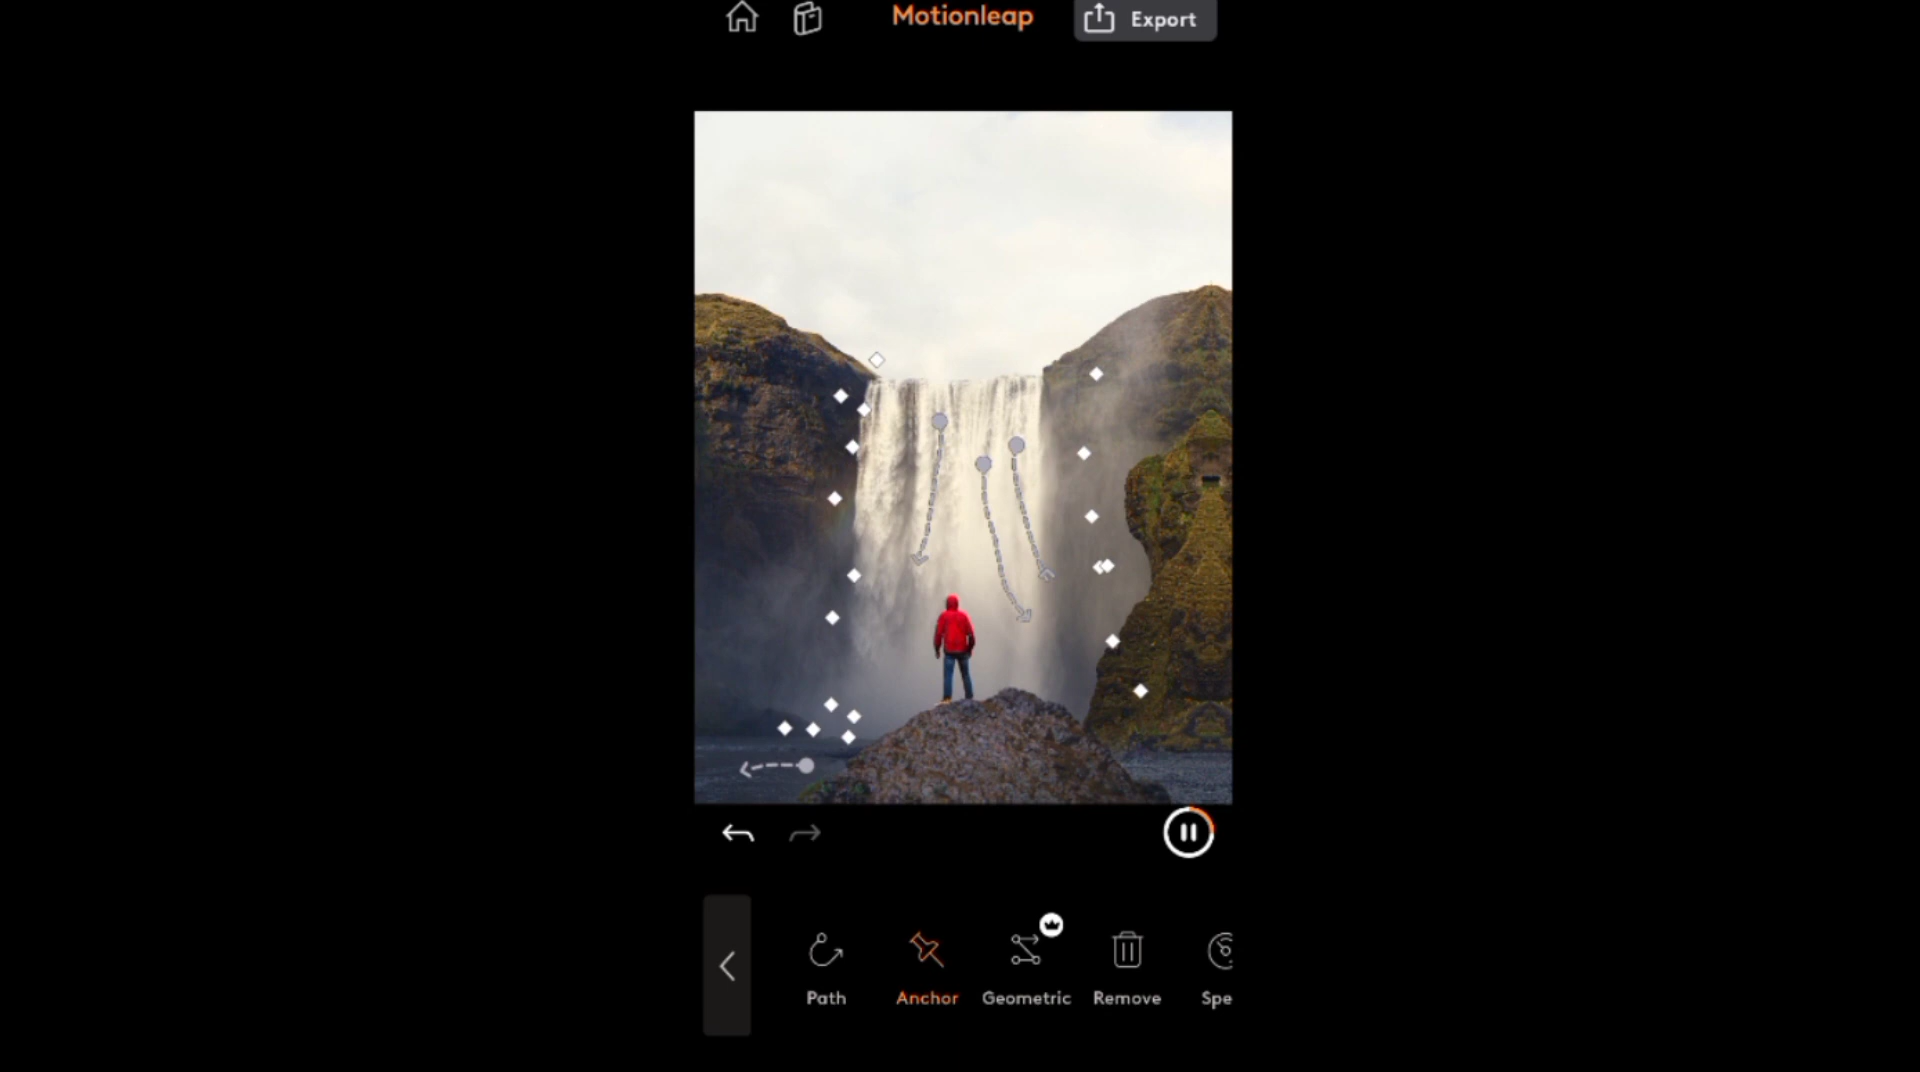 Motionleap
Export
Path
Anchor
Geometric
Remove
Spe